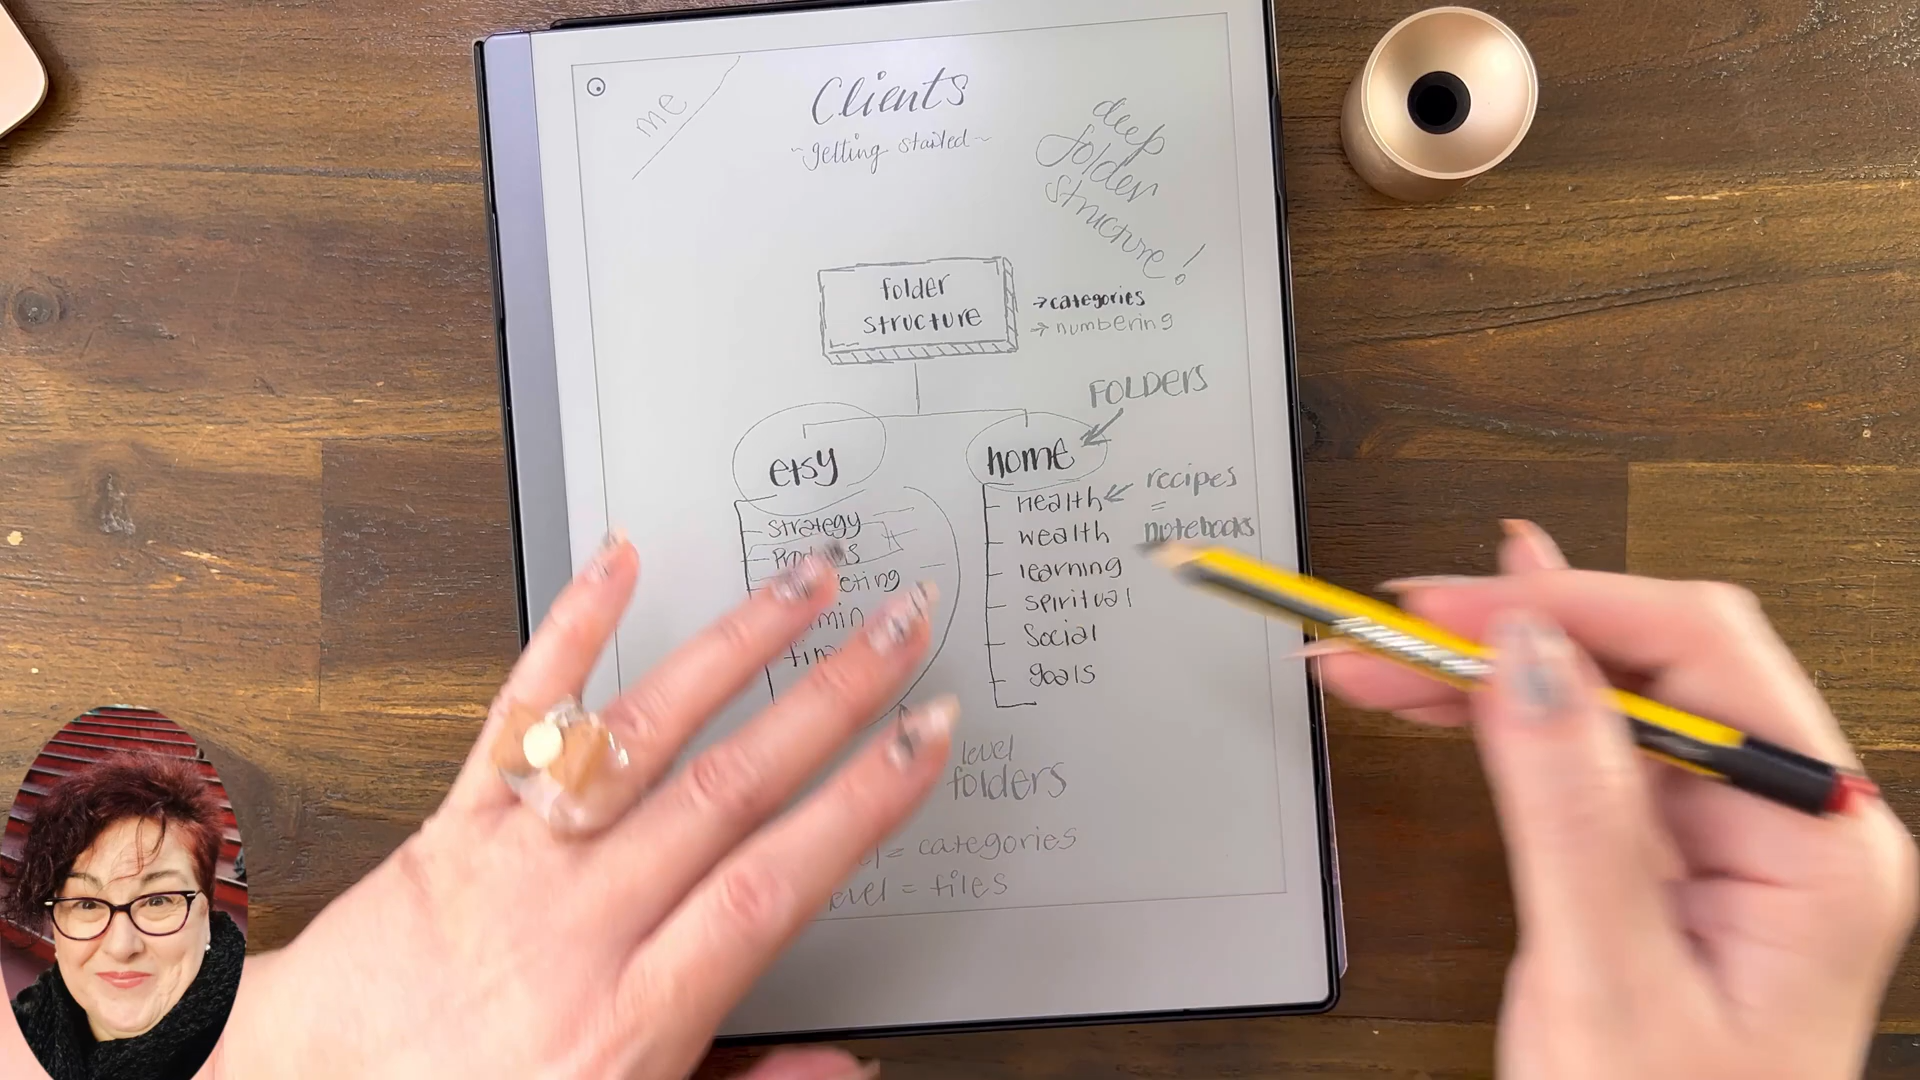 me
Clients
~getting started~
deep
folder
structure!
folder
structure
→categories
→numbering
FOLDERS
etsy
strategy
home
health
wealth
learning
spiritual
Social
goals
recipes
=
notebooks
level
folders
= categories
= files